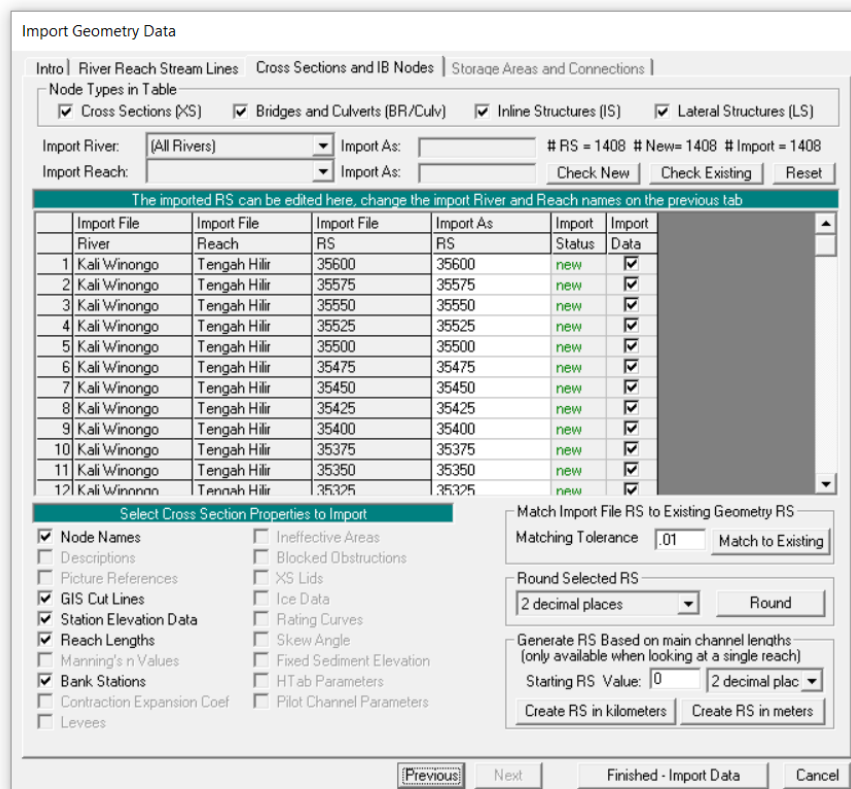 Import Geometry Data
Intro River Reach Stream Lines Cross Sections and IB Nodes Storage Areas and Connections
Node Types in Table
Cross Sections (XS) Bridges and Culverts (BR/Culv) Inline Structures (IS) Lateral Structures (LS)
Import River: (All Rivers) Import As: # RS = 1408 # New= 1408 # Import = 1408
Import Reach: Import As: Check New Check Existing Reset
The imported RS can be edited here, change the import River and Reach names on the previous tab
Import File Import File Import File Import As Import Import
River Reach RS RS Status Data
1 Kali Winongo Tengah Hilir 35600 35600 new
2 Kali Winongo Tengah Hilir 35575 35575 new
3 Kali Winongo Tengah Hilir 35550 35550 new
4 Kali Winongo Tengah Hilir 35525 35525 new
5 Kali Winongo Tengah Hilir 35500 35500 new
6 Kali Winongo Tengah Hilir 35475 35475 new
7 Kali Winongo Tengah Hilir 35450 35450 new
8 Kali Winongo Tengah Hilir 35425 35425 new
9 Kali Winongo Tengah Hilir 35400 35400 new
10 Kali Winongo Tengah Hilir 35375 35375 new
11 Kali Winongo Tengah Hilir 35350 35350 new
12 Kali Winongo Tengah Hilir 35325 35325 new
Select Cross Section Properties to Import
Node Names Ineffective Areas
Descriptions Blocked Obstructions
Picture References XS Lids
GIS Cut Lines Ice Data
Station Elevation Data Rating Curves
Reach Lengths Skew Angle
Manning's n Values Fixed Sediment Elevation
Bank Stations HTab Parameters
Contraction Expansion Coef Pilot Channel Parameters
Levees
Match Import File RS to Existing Geometry RS
Matching Tolerance .01 Match to Existing
Round Selected RS
2 decimal places Round
Generate RS Based on main channel lengths
(only available when looking at a single reach)
Starting RS Value: 0 2 decimal plac
Create RS in kilometers Create RS in meters
Previous Next Finished - Import Data Cancel